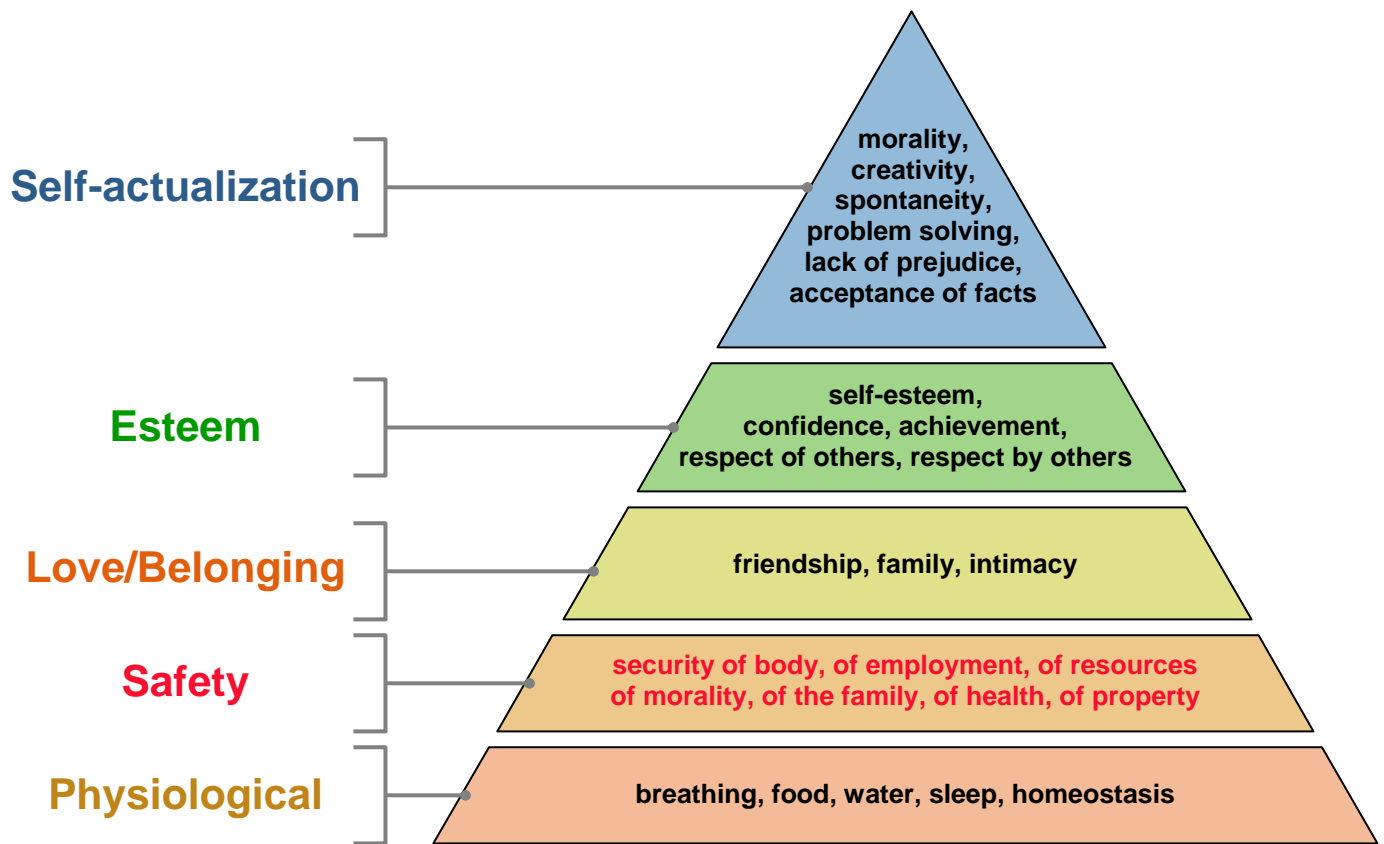 Self-actualization
morality,
creativity,
spontaneity,
problem solving,
lack of prejudice,
acceptance of facts
Esteem
self-esteem,
confidence, achievement,
respect of others, respect by others
Love/Belonging
friendship, family, intimacy
Safety
security of body, of employment, of resources
of morality, of the family, of health, of property
Physiological
breathing, food, water, sleep, homeostasis